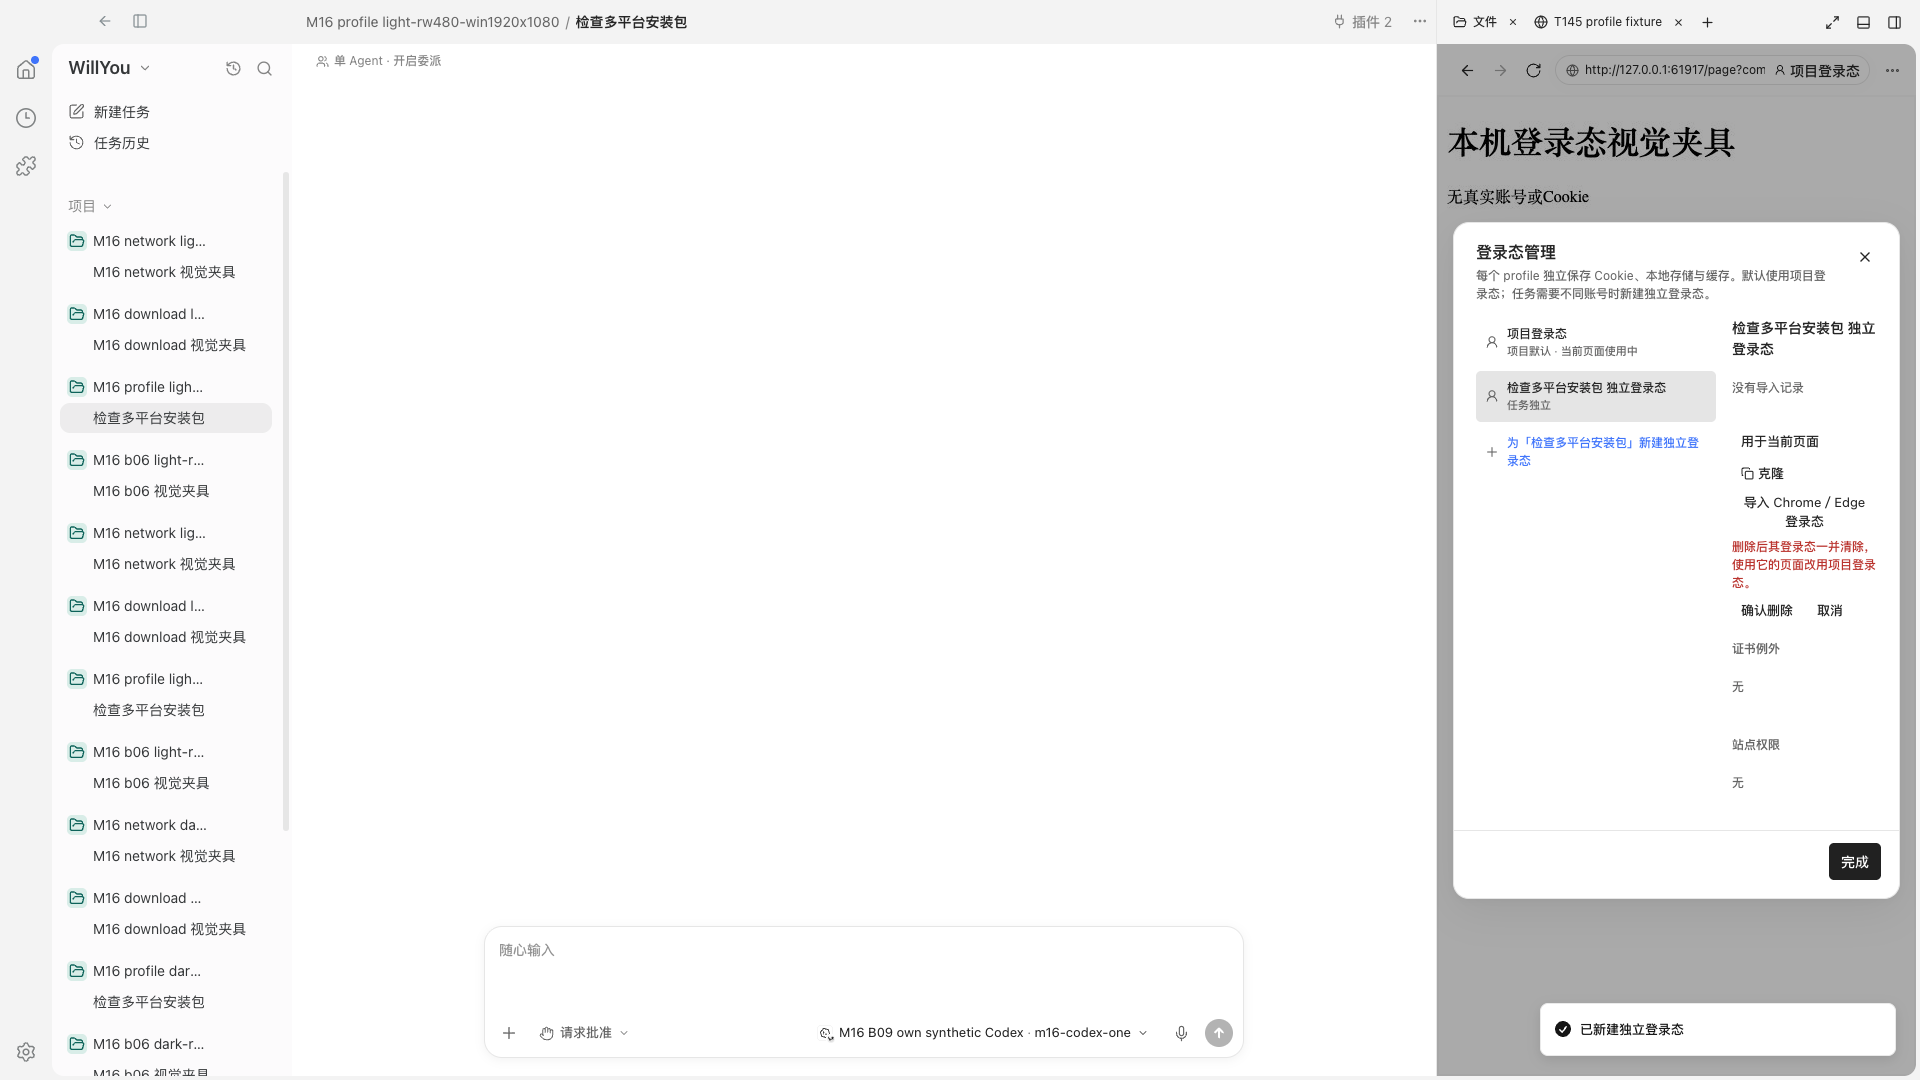 M16 profile light-rw480-win1920x1080 / 检查多平台安装包
插件 2
文件
T145 profile fixture
WillYou
新建任务
任务历史
项目
M16 network lig...
M16 network 视觉夹具
M16 download l...
M16 download 视觉夹具
M16 profile ligh...
检查多平台安装包
M16 b06 light-r...
M16 b06 视觉夹具
M16 network lig...
M16 network 视觉夹具
M16 download l...
M16 download 视觉夹具
M16 profile ligh...
检查多平台安装包
M16 b06 light-r...
M16 b06 视觉夹具
M16 network da...
M16 network 视觉夹具
M16 download ...
M16 download 视觉夹具
M16 profile dar...
检查多平台安装包
M16 b06 dark-r...
M16 b06 视觉夹具
单 Agent · 开启委派
随心输入
请求批准
M16 B09 own synthetic Codex · m16-codex-one
http://127.0.0.1:61917/page?com
项目登录态
本机登录态视觉夹具
无真实账号或Cookie
登录态管理
每个 profile 独立保存 Cookie、本地存储与缓存。默认使用项目登
录态；任务需要不同账号时新建独立登录态。
项目登录态
项目默认 · 当前页面使用中
检查多平台安装包 独立登录态
任务独立
为「检查多平台安装包」新建独立登
录态
检查多平台安装包 独立
登录态
没有导入记录
用于当前页面
克隆
导入 Chrome / Edge
登录态
删除后其登录态一并清除，
使用它的页面改用项目登录
态。
确认删除
取消
证书例外
无
站点权限
无
完成
已新建独立登录态